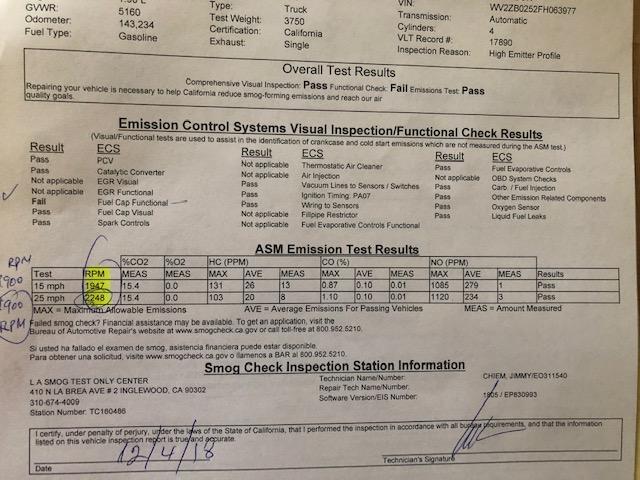 GVWR: 5160 Type: Truck VIN: WV2ZB0252FH063977
Odometer: 143,234 Test Weight: 3750 Transmission: Automatic
Fuel Type: Gasoline Certification: California Cylinders: 4
Exhaust: Single VLT Record #: 17890
Inspection Reason: High Emitter Profile
Overall Test Results
Comprehensive Visual Inspection: Pass Functional Check: Fail Emissions Test: Pass
Repairing your vehicle is necessary to help California reduce smog-forming emissions and reach our air
quality goals.
Emission Control Systems Visual Inspection/Functional Check Results
(Visual/Functional tests are used to assist in the identification of crankcase and cold start emissions which are not measured during the ASM test.)
Result ECS Result ECS Result ECS
Pass PCV Not applicable Thermostatic Air Cleaner Pass Fuel Evaporative Controls
Pass Catalytic Converter Not applicable Air Injection Not applicable OBD System Checks
Not applicable EGR Visual Pass Vacuum Lines to Sensors / Switches Pass Carb. / Fuel Injection
Not applicable EGR Functional Pass Ignition Timing: PA07 Pass Other Emission Related Components
Fail Fuel Cap Functional Pass Wiring to Sensors Pass Oxygen Sensor
Pass Fuel Cap Visual Not applicable Fillpipe Restrictor Pass Liquid Fuel Leaks
Pass Spark Controls Not applicable Fuel Evaporative Controls Functional
ASM Emission Test Results
RPM %CO2 %O2 HC (PPM) CO (%) NO (PPM)
Test RPM MEAS MEAS MAX AVE MEAS MAX AVE MEAS MAX AVE MEAS Results
1900 15 mph 1947 15.4 0.0 131 26 13 0.87 0.10 0.01 1085 279 1 Pass
1900 25 mph 2248 15.4 0.0 103 20 8 1.10 0.10 0.01 1120 234 3 Pass
RPM MAX = Maximum Allowable Emissions AVE = Average Emissions For Passing Vehicles MEAS = Amount Measured
Failed smog check? Financial assistance may be available. To get an application, visit the
Bureau of Automotive Repair's website at www.smogcheck.ca.gov or call toll-free at 800.952.5210.
Si usted ha fallado el examen de smog, asistencia financiera puede estar disponible.
Para obtener una solicitud, visite www.smogcheck.ca.gov o llamenos a BAR al 800.952.5210.
Smog Check Inspection Station Information
L A SMOG TEST ONLY CENTER Technician Name/Number: CHIEM, JIMMY/EO311540
410 N LA BREA AVE # 2 INGLEWOOD, CA 90302 Repair Tech Name/Number:
310-674-4009 Software Version/EIS Number: 1805 / EP830993
Station Number: TC160486
I certify, under penalty of perjury, under the laws of the State of California, that I performed the inspection in accordance with all bureau requirements, and that the information
listed on this vehicle inspection report is true and accurate.
12/4/18
Date Technician's Signature